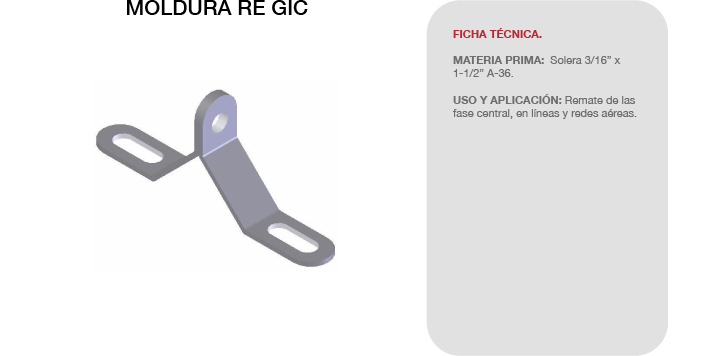 MOLDURA RE GIC
FICHA TÉCNICA.
MATERIA PRIMA: Solera 3/16” x
1-1/2” A-36.
USO Y APLICACIÓN: Remate de las
fase central, en líneas y redes aéreas.